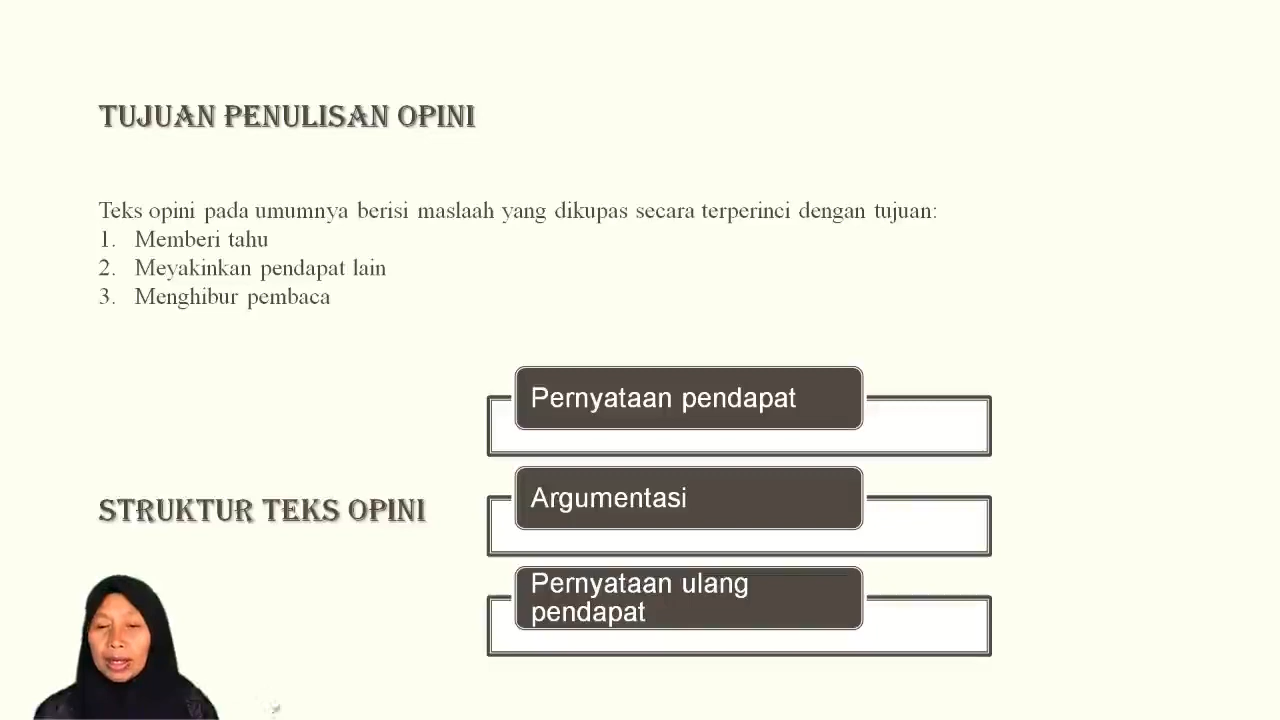 TUJUAN PENULISAN OPINI
Teks opini pada umumnya berisi maslaah yang dikupas secara terperinci dengan tujuan:
1. Memberi tahu
2. Meyakinkan pendapat lain
3. Menghibur pembaca
Pernyataan pendapat
Argumentasi
STRUKTUR TEKS OPINI
Pernyataan ulang
pendapat